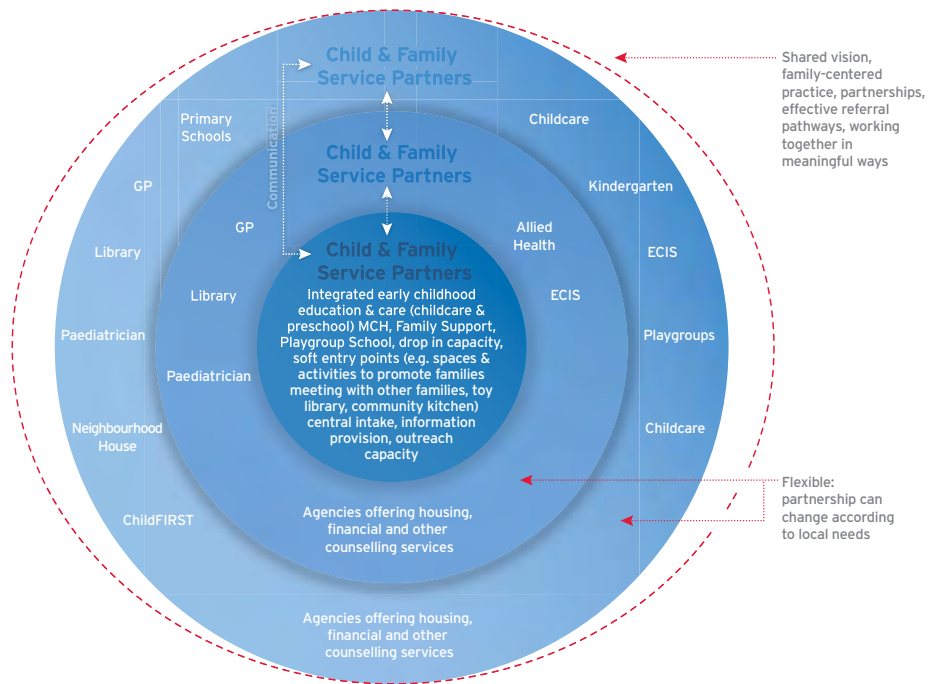 Child & Family
Service Partners
Communication
Primary
Schools
Childcare
GP
Kindergarten
Library
ECIS
Paediatrician
Playgroups
Neighbourhood
House
Childcare
ChildFIRST
Agencies offering housing,
financial and other
counselling services
Child & Family
Service Partners
GP
Allied
Health
Library
ECIS
Paediatrician
Agencies offering housing,
financial and other
counselling services
Child & Family
Service Partners
Integrated early childhood
education & care (childcare &
preschool) MCH, Family Support,
Playgroup School, drop in capacity,
soft entry points (e.g. spaces &
activities to promote families
meeting with other families, toy
library, community kitchen)
central intake, information
provision, outreach
capacity
Shared vision,
family-centered
practice, partnerships,
effective referral
pathways, working
together in
meaningful ways
Flexible:
partnership can
change according
to local needs